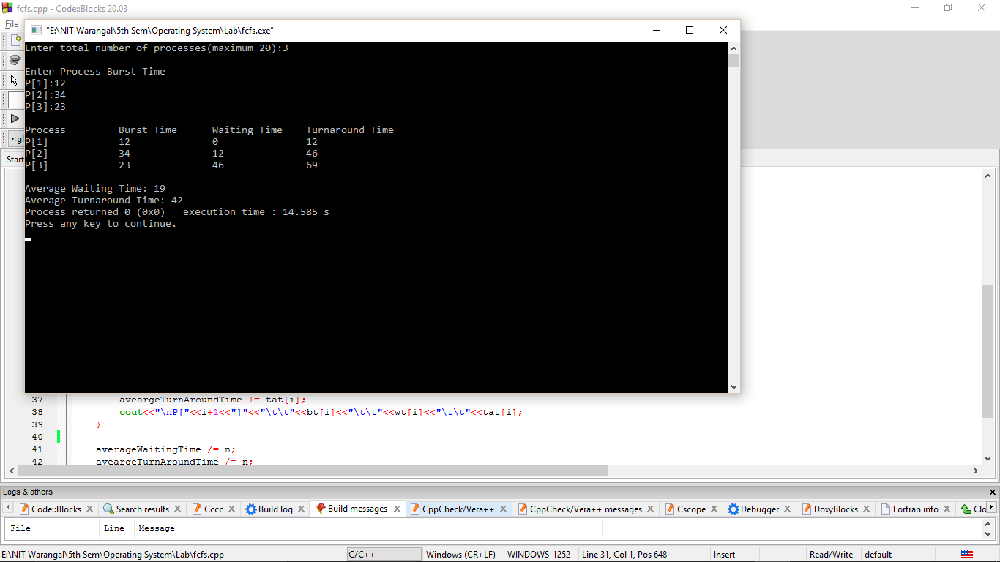 fcfs.cpp - Code::Blocks 20.03
File
"E:\NIT Warangal\5th Sem\Operating System\Lab\fcfs.exe"
Enter total number of processes(maximum 20):3
Enter Process Burst Time
P[1]:12
P[2]:34
P[3]:23
Process Burst Time Waiting Time Turnaround Time
P[1] 12 0 12
P[2] 34 12 46
P[3] 23 46 69
Average Waiting Time: 19
Average Turnaround Time: 42
Process returned 0 (0x0) execution time : 14.585 s
Press any key to continue.
<gl
Start
37 aveargeTurnAroundTime += tat[i];
38 cout<<"\nP["<<i+1<<"]"<<"\t\t"<<bt[i]<<"\t\t"<<wt[i]<<"\t\t"<<tat[i];
39 }
40
41 averageWaitingTime /= n;
42 aveargeTurnAroundTime /= n;
Logs & others
Code::Blocks Search results Cccc Build log Build messages CppCheck/Vera++ CppCheck/Vera++ messages Cscope Debugger DoxyBlocks Fortran info Clo
File Line Message
E:\NIT Warangal\5th Sem\Operating System\Lab\fcfs.cpp C/C++ Windows (CR+LF) WINDOWS-1252 Line 31, Col 1, Pos 648 Insert Read/Write default